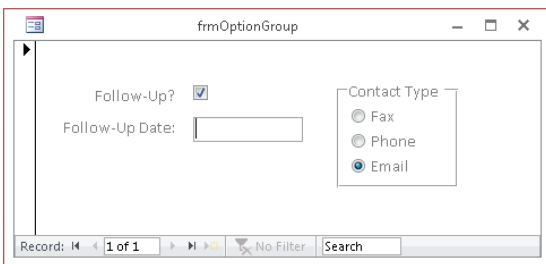 frmOptionGroup
Follow-Up?
Follow-Up Date:
Contact Type
Fax
Phone
Email
Record: 1 of 1 No Filter Search